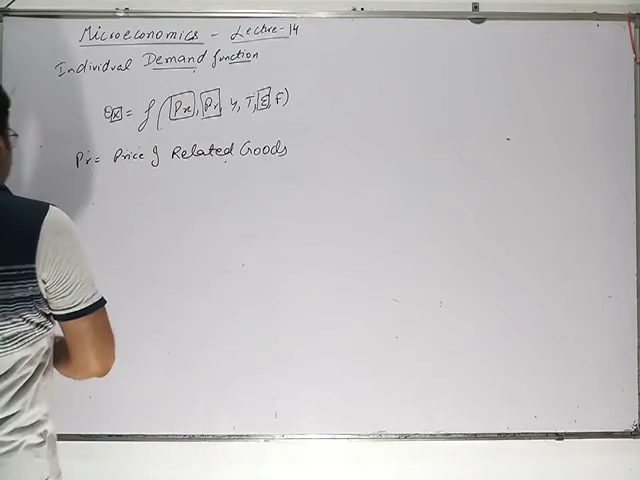 Microeconomics - Lecture-14
Individual Demand function
Qx = f (Px, Pr, Y, T, E, F)
Pr = Price of Related Goods